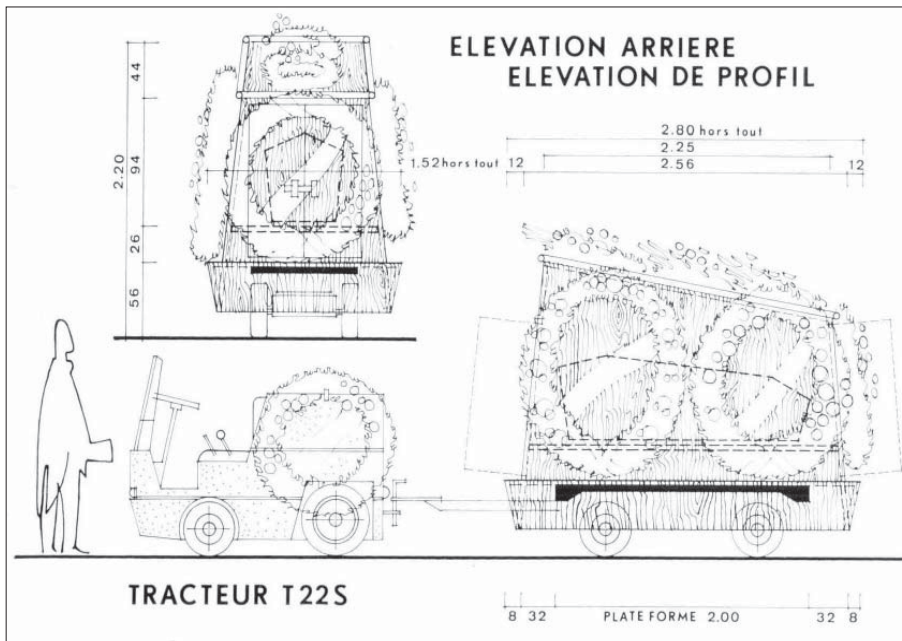 ELEVATION ARRIERE
ELEVATION DE PROFIL
2.80 hors tout
2.25
1.52 hors tout 12 2.56 12
2.20
44
94
26
56
TRACTEUR T22S
8 32 PLATE FORME 2.00 32 8